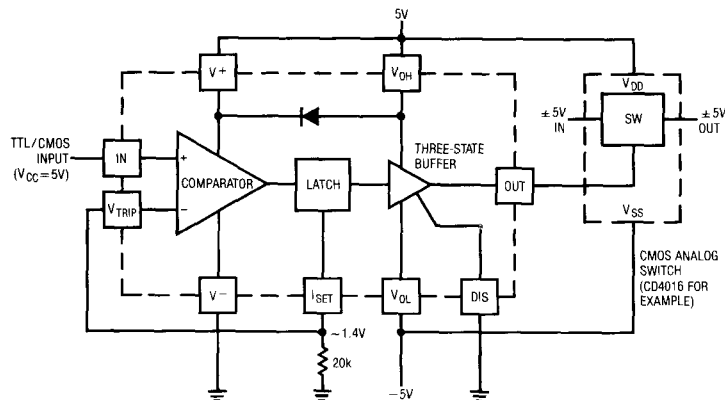 5V
V+
VOH
VDD
±5V
IN
SW
±5V
OUT
TTL/CMOS
INPUT
(VCC=5V)
IN
+
COMPARATOR
LATCH
THREE-STATE
BUFFER
OUT
VTRIP
−
VSS
CMOS ANALOG
SWITCH
(CD4016 FOR
EXAMPLE)
V−
ISET
VOL
DIS
~1.4V
20k
−5V